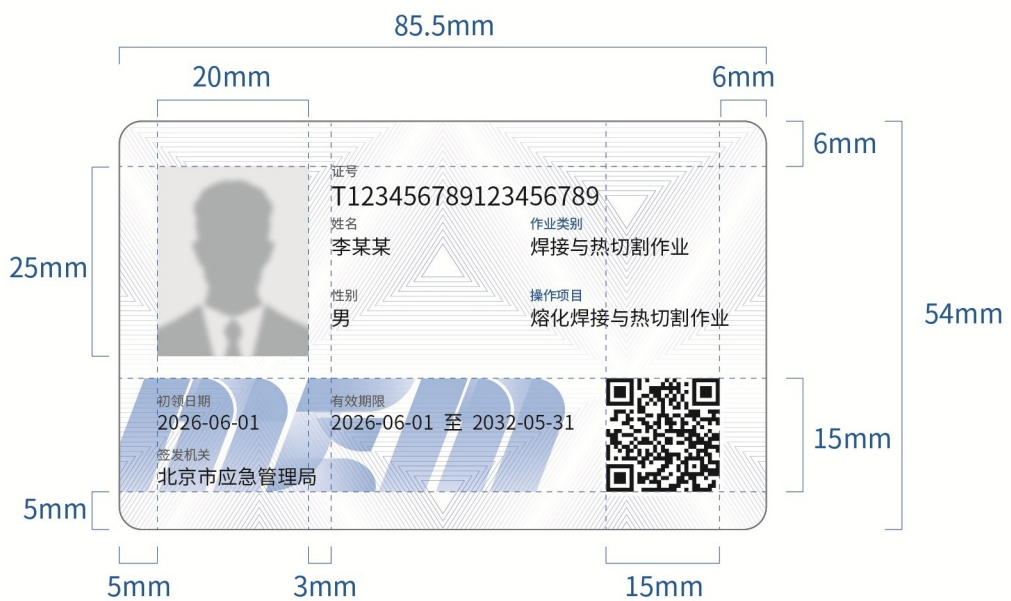 85.5mm
20mm
6mm
6mm
证号
T123456789123456789
姓名
作业类别
李某某
焊接与热切割作业
25mm
性别
操作项目
男
熔化焊接与热切割作业
54mm
初领日期
有效期限
2026-06-01
2026-06-01 至 2032-05-31
15mm
签发机关
北京市应急管理局
5mm
5mm
3mm
15mm